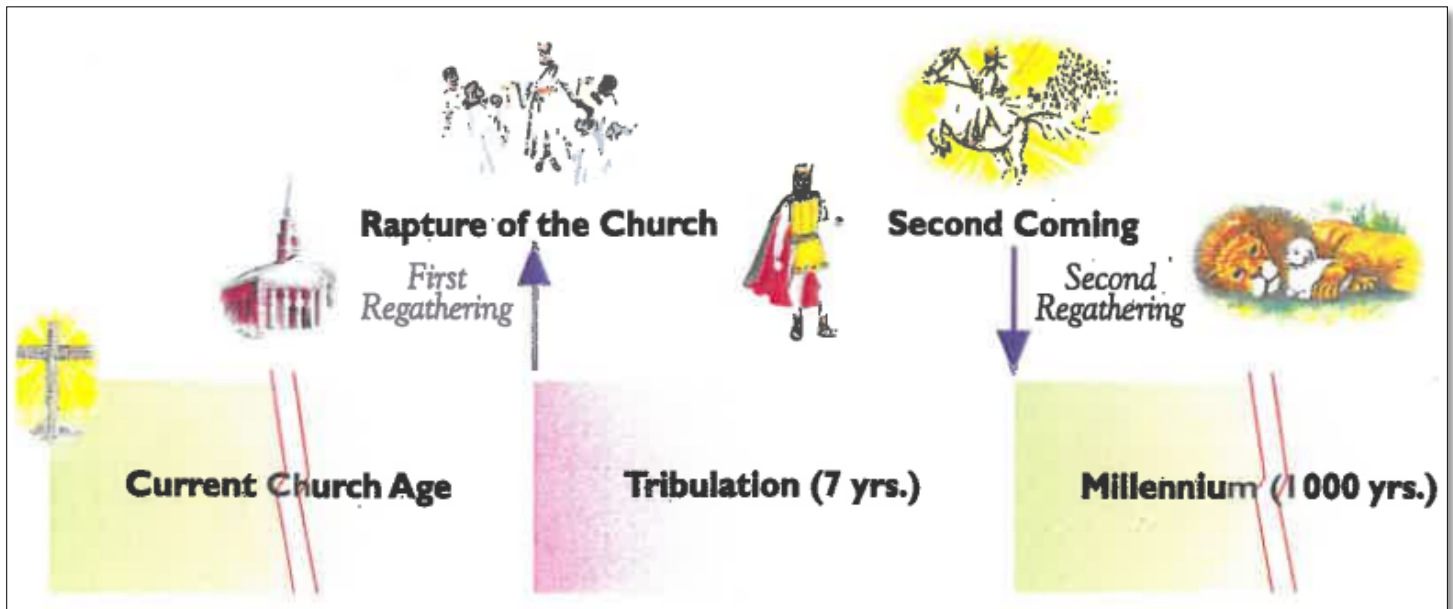 Rapture of the Church
First
Regathering
Second Coming
Second
Regathering
Current Church Age
Tribulation (7 yrs.)
Millennium (1000 yrs.)